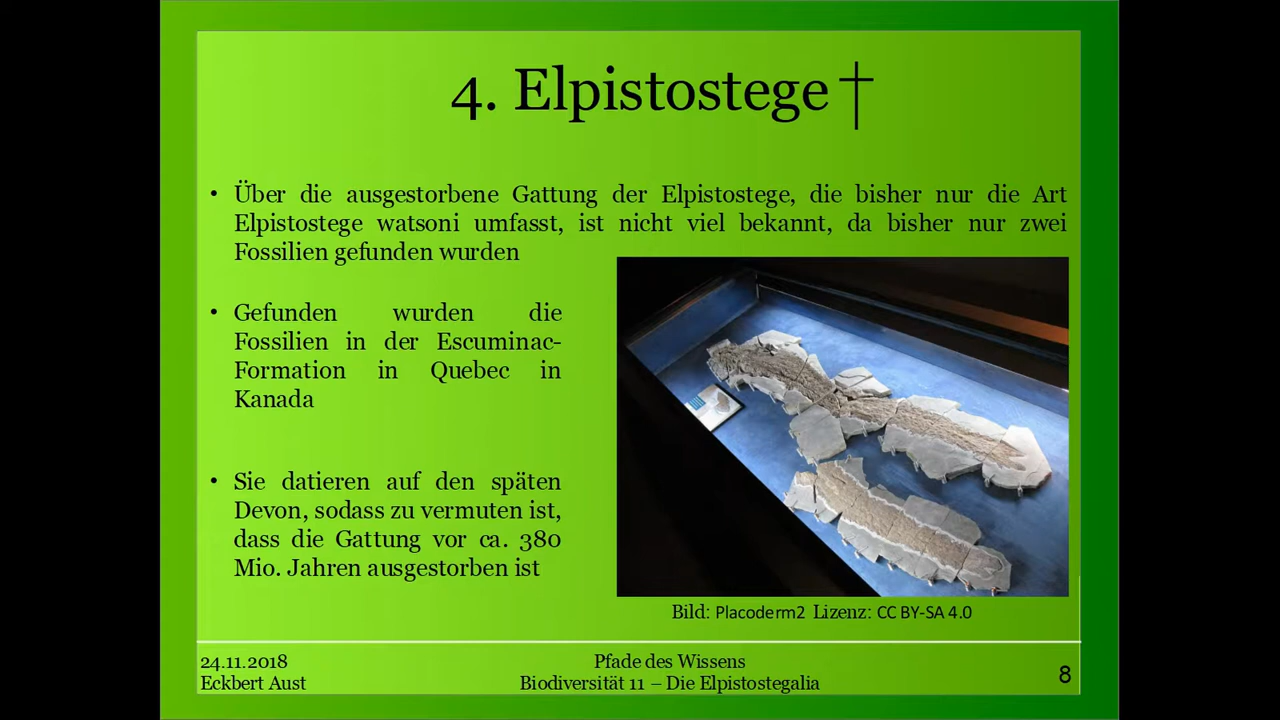 4. Elpistostege†
• Über die ausgestorbene Gattung der Elpistostege, die bisher nur die Art
Elpistostege watsoni umfasst, ist nicht viel bekannt, da bisher nur zwei
Fossilien gefunden wurden
• Gefunden wurden die
Fossilien in der Escuminac-
Formation in Quebec in
Kanada
• Sie datieren auf den späten
Devon, sodass zu vermuten ist,
dass die Gattung vor ca. 380
Mio. Jahren ausgestorben ist
Bild: Placoderm2 Lizenz: CC BY-SA 4.0
24.11.2018
Eckbert Aust
Pfade des Wissens
Biodiversität 11 – Die Elpistostegalia
8